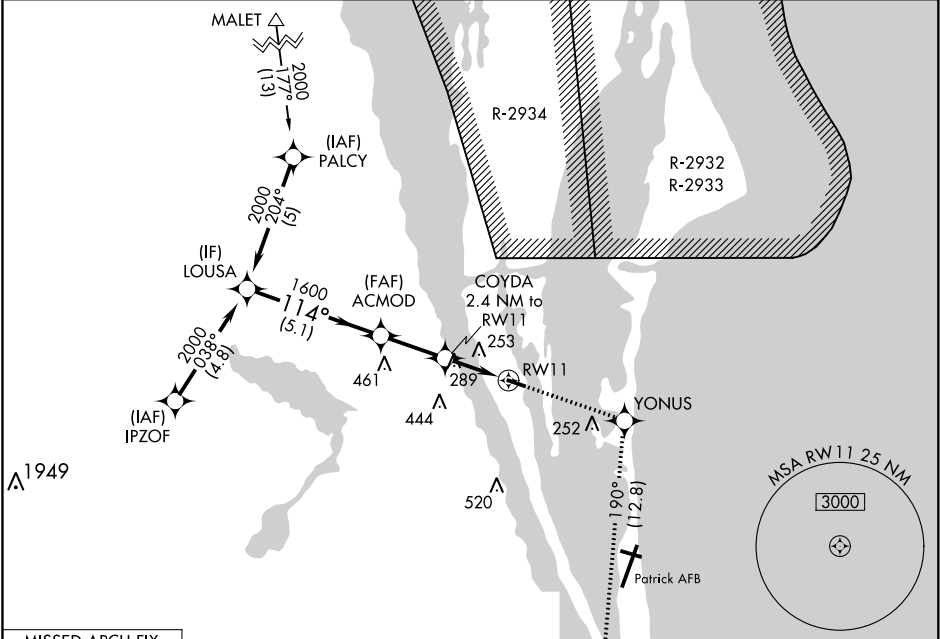 MALET
2000
177°
(13)
(IAF)
PALCY
R-2934
R-2932
R-2933
2000
204°
(5)
(IF)
LOUSA
1600
114°
(5.1)
(FAF)
ACMOD
COYDA
2.4 NM to
RW11
253
2000
038°
(4.8)
461
289
RW11
(IAF)
IPZOF
444
YONUS
252
1949
520
190°
(12.8)
MSA RW11 25 NM
3000
Patrick AFB
MISSED APCH FIX